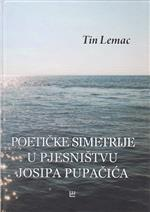 Tin Lemac
POETIČKE SIMETRIJE
U PJESNIŠTVU
JOSIPA PUPAČIĆA